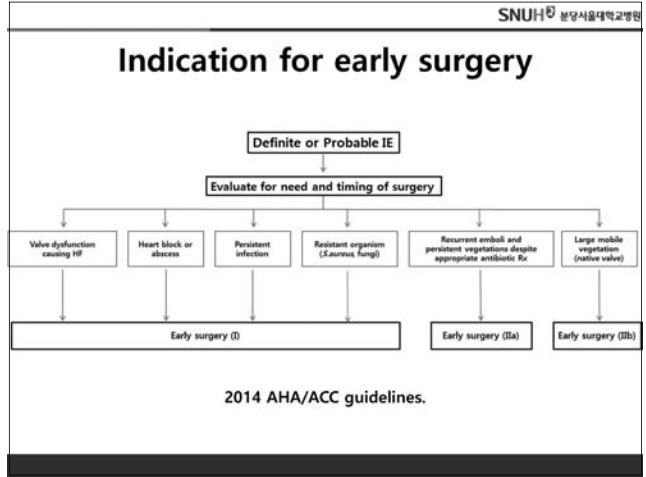 SNUH 분당서울대학교병원
Indication for early surgery
Definite or Probable IE
Evaluate for need and timing of surgery
Valve dysfunction
causing HF
Heart block or
abscess
Persistent
infection
Resistant organism
(S.aureus, fungi)
Recurrent emboli and
persistent vegetations despite
appropriate antibiotic Rx
Large mobile
vegetation
(native valve)
Early surgery (I)
Early surgery (IIa)
Early surgery (IIb)
2014 AHA/ACC guidelines.